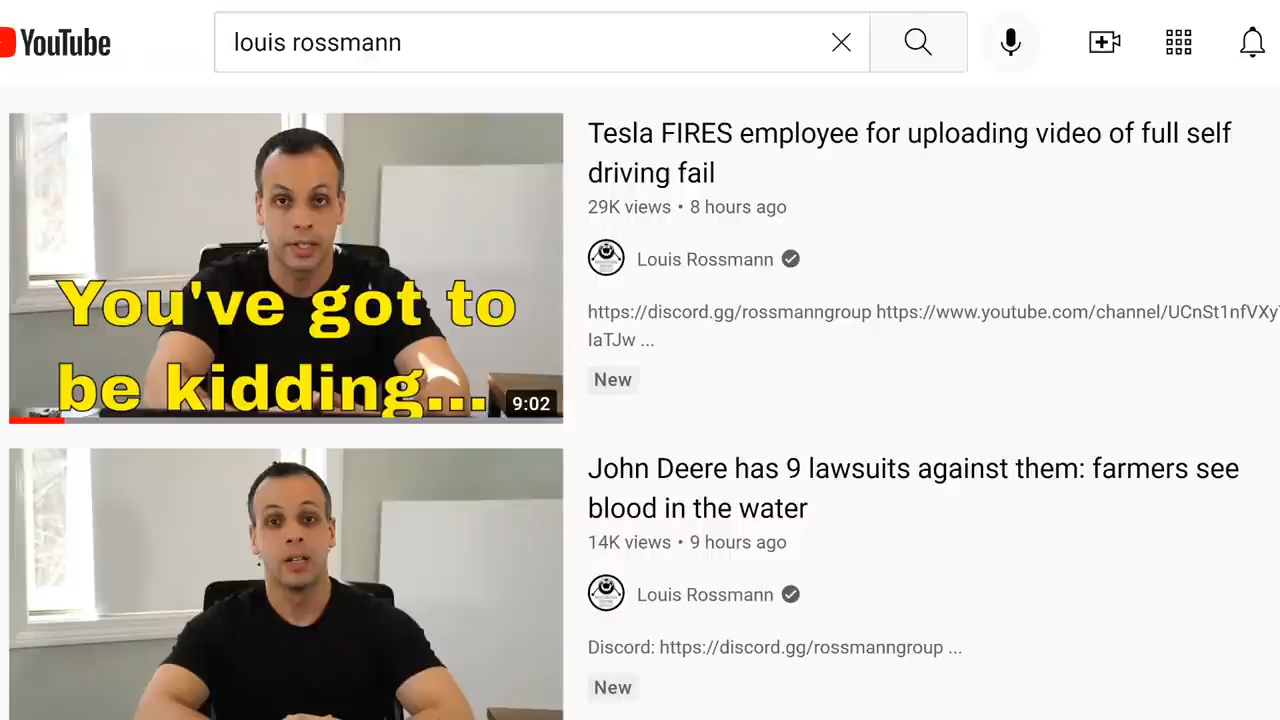 YouTube
louis rossmann
You've got to
be kidding...
9:02
Tesla FIRES employee for uploading video of full self
driving fail
29K views • 8 hours ago
Louis Rossmann
https://discord.gg/rossmanngroup https://www.youtube.com/channel/UCnSt1nfVXy
IaTJw ...
New
John Deere has 9 lawsuits against them: farmers see
blood in the water
14K views • 9 hours ago
Louis Rossmann
Discord: https://discord.gg/rossmanngroup ...
New